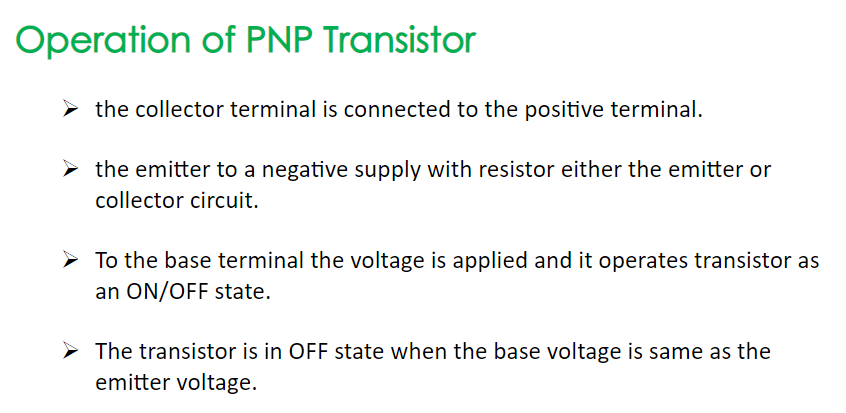 Operation of PNP Transistor
➢ the collector terminal is connected to the positive terminal.
➢ the emitter to a negative supply with resistor either the emitter or
collector circuit.
➢ To the base terminal the voltage is applied and it operates transistor as
an ON/OFF state.
➢ The transistor is in OFF state when the base voltage is same as the
emitter voltage.